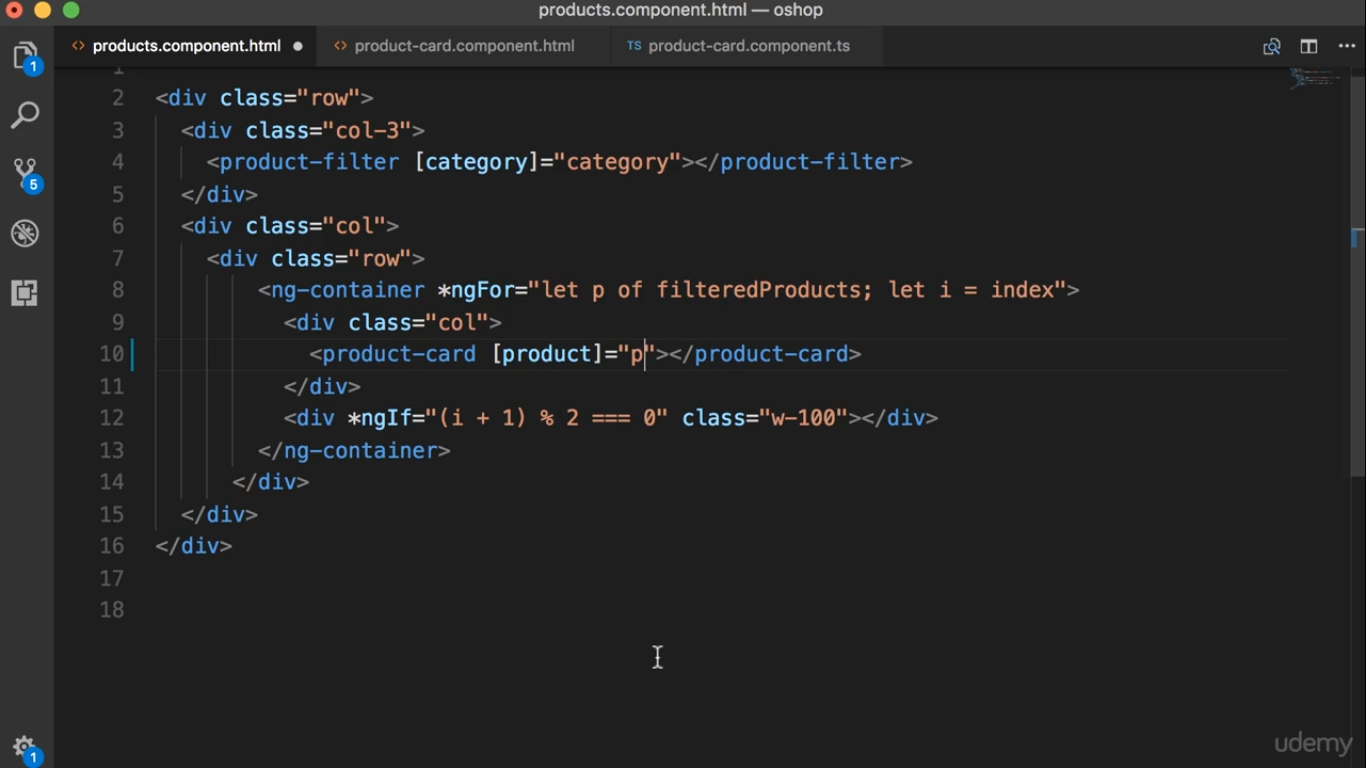 products.component.html — oshop
products.component.html
product-card.component.html
TS product-card.component.ts
1
1
2 <div class="row">
3 <div class="col-3">
4 <product-filter [category]="category"></product-filter>
5 </div>
5
6 <div class="col">
7 <div class="row">
8 <ng-container *ngFor="let p of filteredProducts; let i = index">
9 <div class="col">
10 <product-card [product]="p"></product-card>
11 </div>
12 <div *ngIf="(i + 1) % 2 === 0" class="w-100"></div>
13 </ng-container>
14 </div>
15 </div>
16 </div>
17
18
1
udemy